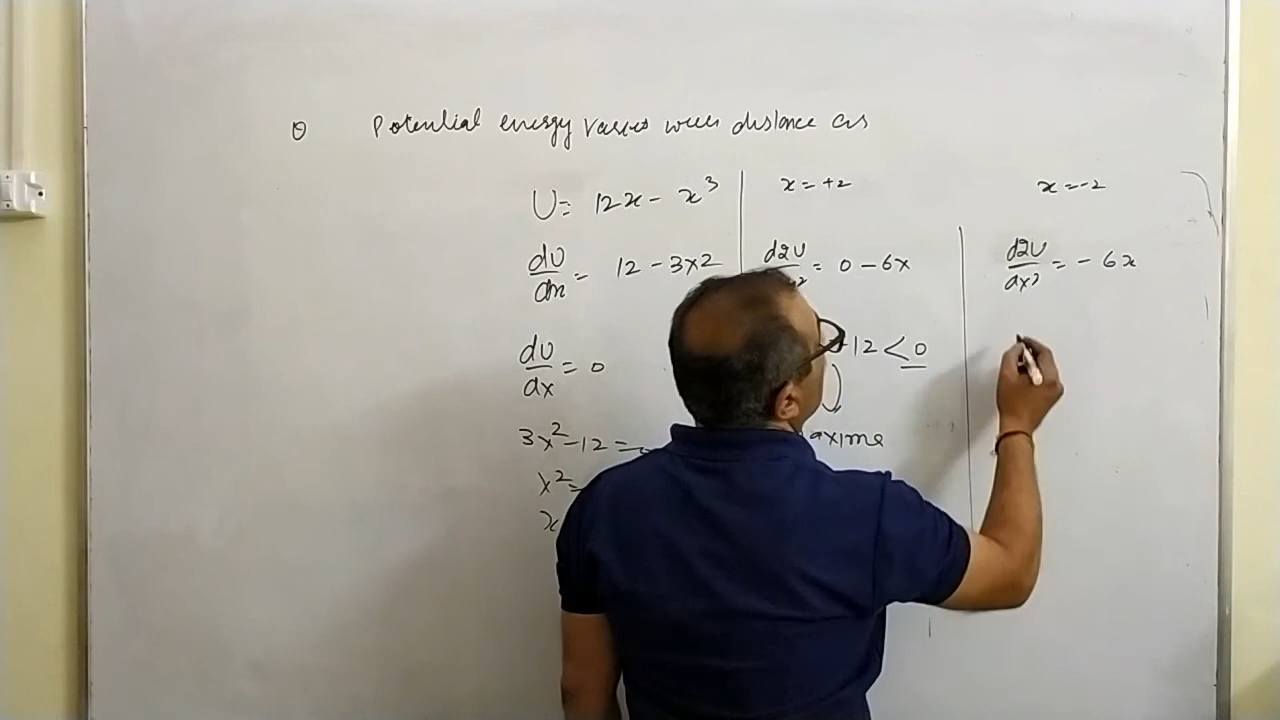 Q Potential energy varies with distance as
U = 12x - x³
dU/dx = 12 - 3x2
dU/dx = 0
3x² - 12 =
x² =
x
x = +2
d2U = 0 - 6x
12 < 0
axima
x = -2
d2U/dx² = - 6x